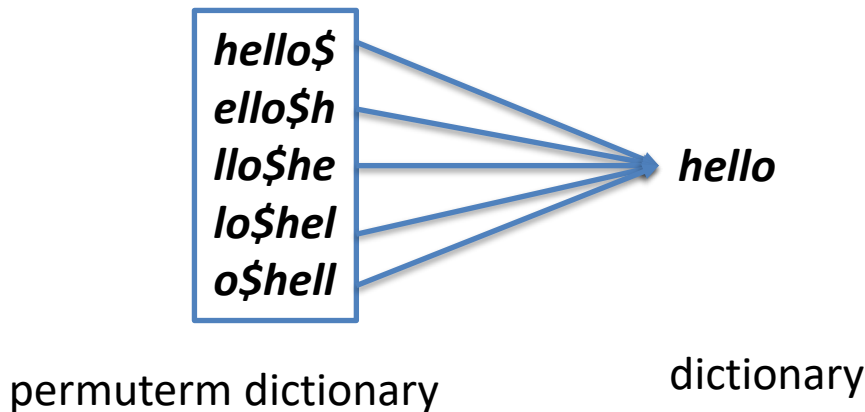 hello$
ello$h
llo$he
lo$hel
o$hell
hello
permuterm dictionary
dictionary